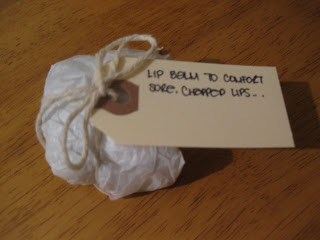 LIP BALM TO COMFORT
SORE, CHAPPED LIPS...